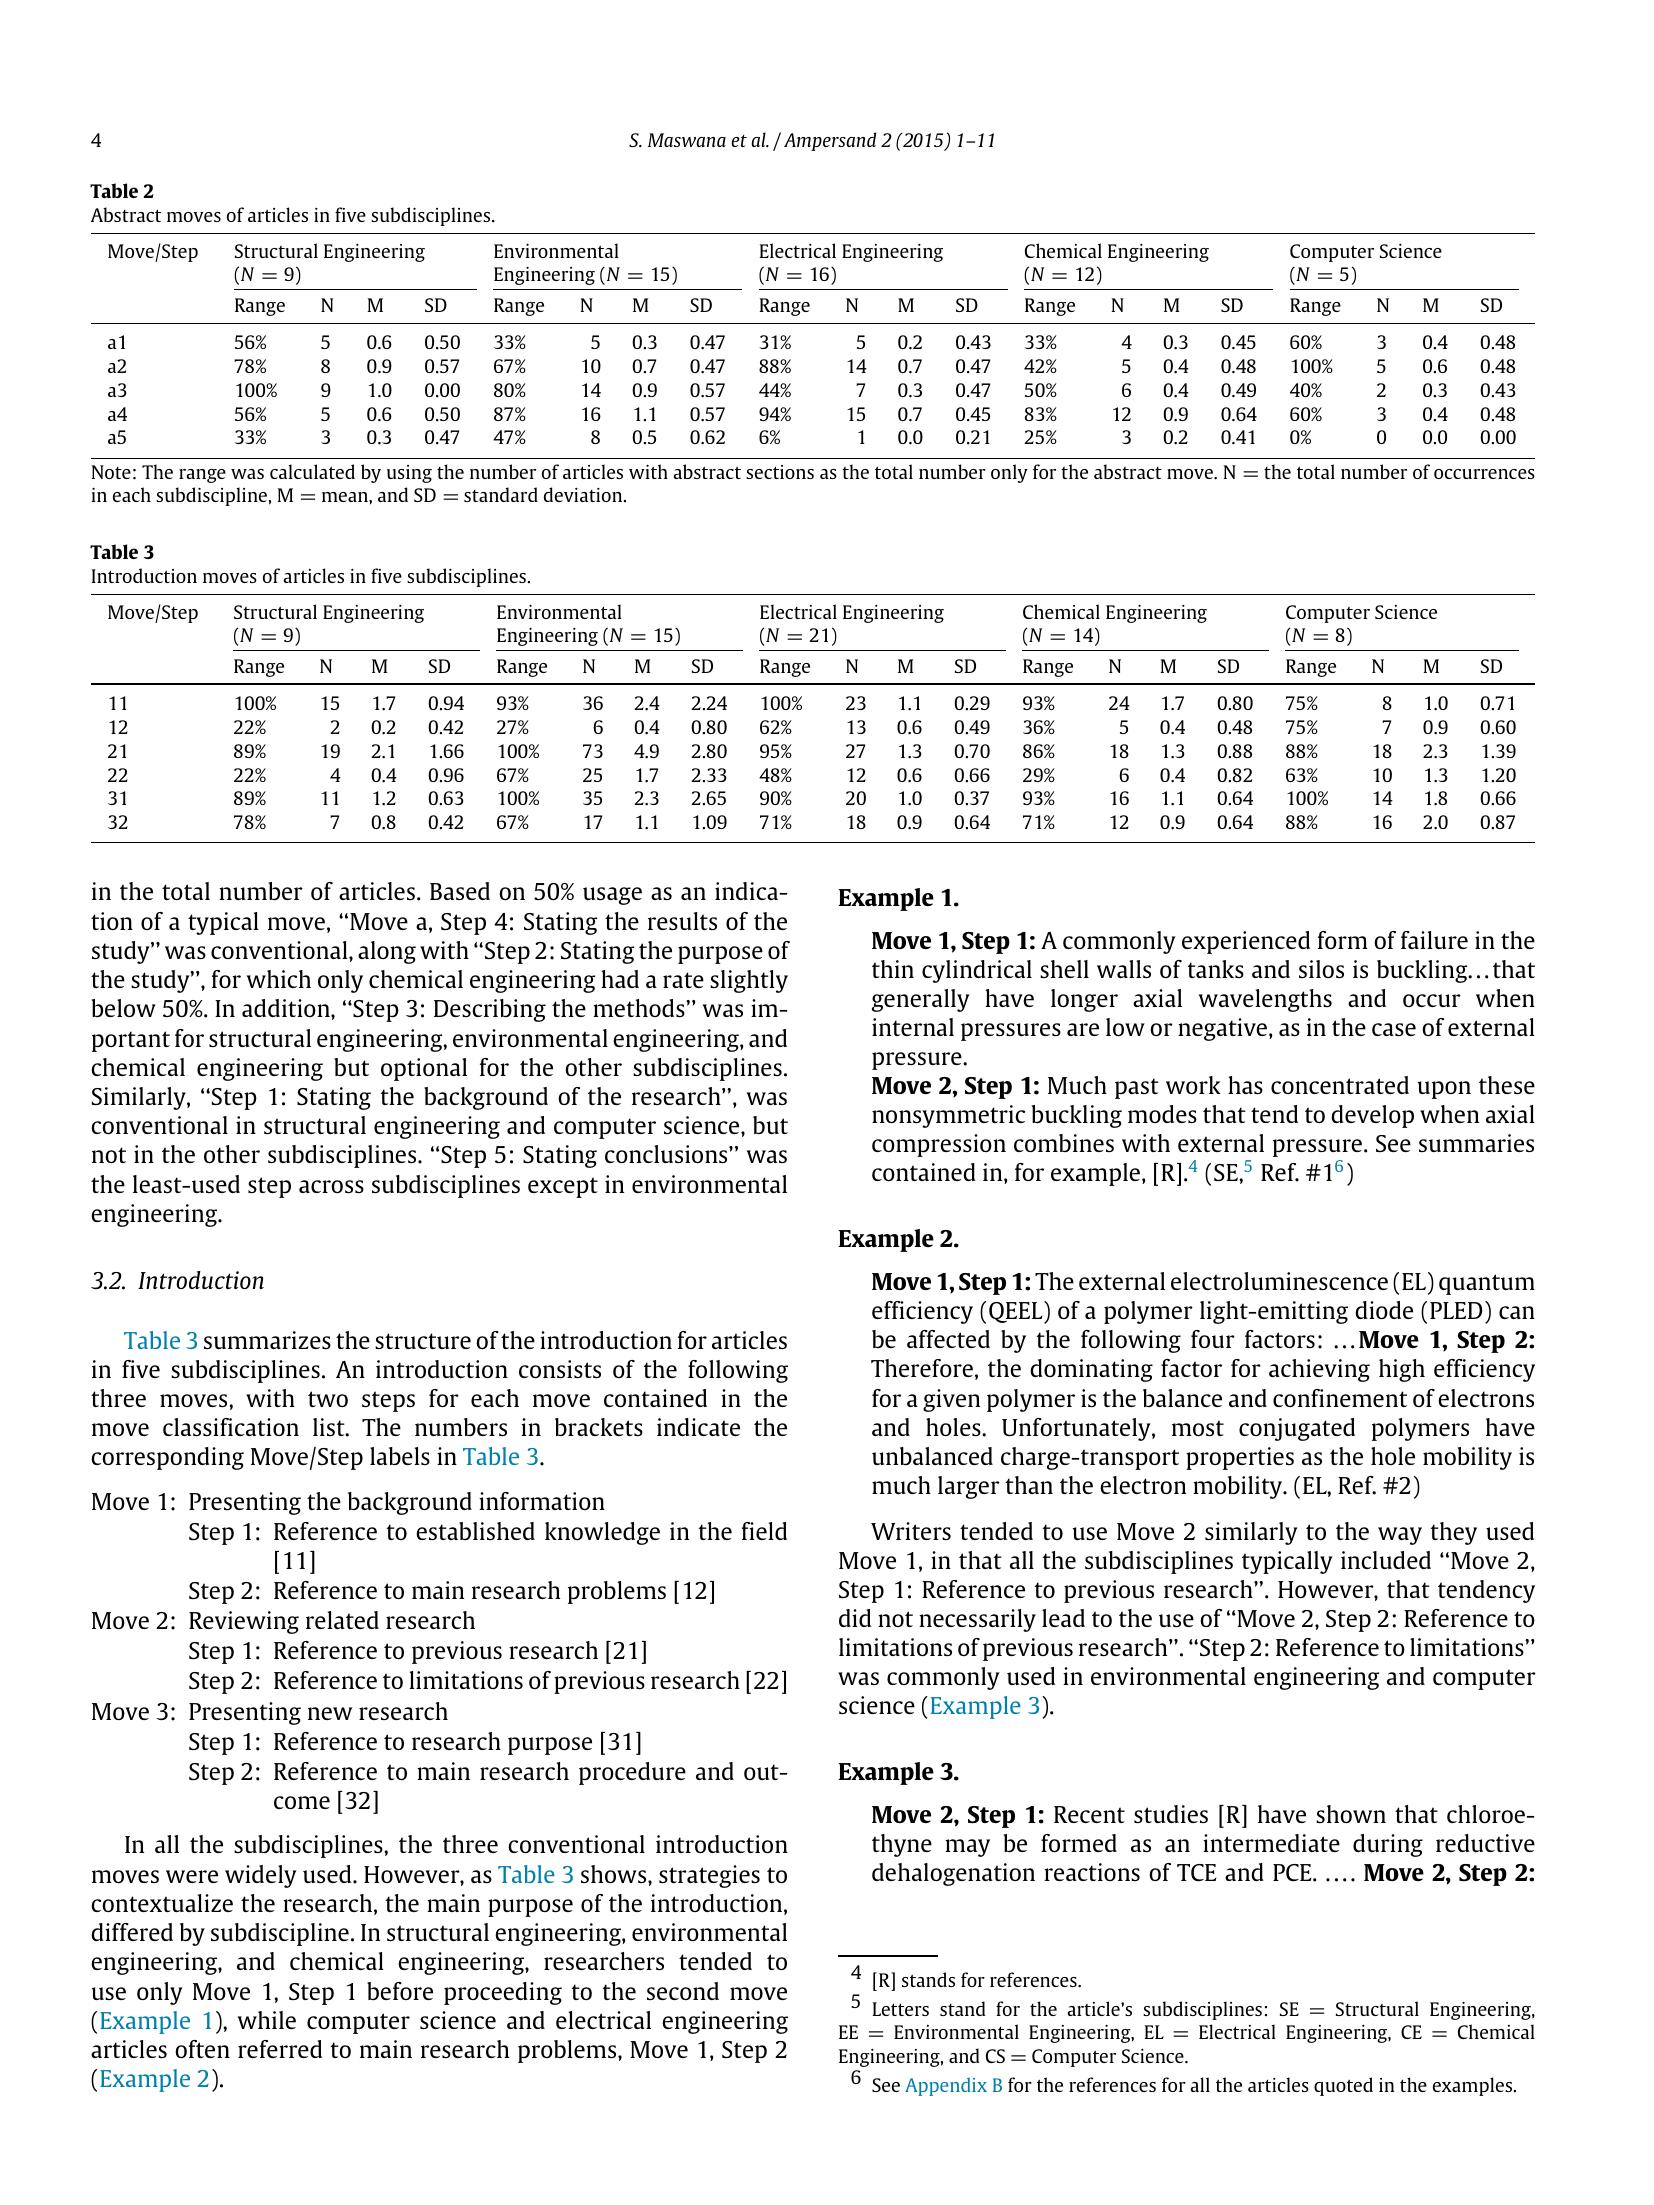 4
S. Maswana et al. / Ampersand 2 (2015) 1–11
Table 2
Abstract moves of articles in five subdisciplines.
Move/Step Structural Engineering (N = 9) Environmental Engineering (N = 15) Electrical Engineering (N = 16) Chemical Engineering (N = 12) Computer Science (N = 5)
Range N M SD Range N M SD Range N M SD Range N M SD Range N M SD
a1 56% 5 0.6 0.50 33% 5 0.3 0.47 31% 5 0.2 0.43 33% 4 0.3 0.45 60% 3 0.4 0.48
a2 78% 8 0.9 0.57 67% 10 0.7 0.47 88% 14 0.7 0.47 42% 5 0.4 0.48 100% 5 0.6 0.48
a3 100% 9 1.0 0.00 80% 14 0.9 0.57 44% 7 0.3 0.47 50% 6 0.4 0.49 40% 2 0.3 0.43
a4 56% 5 0.6 0.50 87% 16 1.1 0.57 94% 15 0.7 0.45 83% 12 0.9 0.64 60% 3 0.4 0.48
a5 33% 3 0.3 0.47 47% 8 0.5 0.62 6% 1 0.0 0.21 25% 3 0.2 0.41 0% 0 0.0 0.00
Note: The range was calculated by using the number of articles with abstract sections as the total number only for the abstract move. N = the total number of occurrences
in each subdiscipline, M = mean, and SD = standard deviation.
Table 3
Introduction moves of articles in five subdisciplines.
Move/Step Structural Engineering (N = 9) Environmental Engineering (N = 15) Electrical Engineering (N = 21) Chemical Engineering (N = 14) Computer Science (N = 8)
Range N M SD Range N M SD Range N M SD Range N M SD Range N M SD
11 100% 15 1.7 0.94 93% 36 2.4 2.24 100% 23 1.1 0.29 93% 24 1.7 0.80 75% 8 1.0 0.71
12 22% 2 0.2 0.42 27% 6 0.4 0.80 62% 13 0.6 0.49 36% 5 0.4 0.48 75% 7 0.9 0.60
21 89% 19 2.1 1.66 100% 73 4.9 2.80 95% 27 1.3 0.70 86% 18 1.3 0.88 88% 18 2.3 1.39
22 22% 4 0.4 0.96 67% 25 1.7 2.33 48% 12 0.6 0.66 29% 6 0.4 0.82 63% 10 1.3 1.20
31 89% 11 1.2 0.63 100% 35 2.3 2.65 90% 20 1.0 0.37 93% 16 1.1 0.64 100% 14 1.8 0.66
32 78% 7 0.8 0.42 67% 17 1.1 1.09 71% 18 0.9 0.64 71% 12 0.9 0.64 88% 16 2.0 0.87
in the total number of articles. Based on 50% usage as an indica-
tion of a typical move, “Move a, Step 4: Stating the results of the
study” was conventional, along with “Step 2: Stating the purpose of
the study”, for which only chemical engineering had a rate slightly
below 50%. In addition, “Step 3: Describing the methods” was im-
portant for structural engineering, environmental engineering, and
chemical engineering but optional for the other subdisciplines.
Similarly, “Step 1: Stating the background of the research”, was
conventional in structural engineering and computer science, but
not in the other subdisciplines. “Step 5: Stating conclusions” was
the least-used step across subdisciplines except in environmental
engineering.
3.2. Introduction
Table 3 summarizes the structure of the introduction for articles
in five subdisciplines. An introduction consists of the following
three moves, with two steps for each move contained in the
move classification list. The numbers in brackets indicate the
corresponding Move/Step labels in Table 3.
Move 1: Presenting the background information
Step 1: Reference to established knowledge in the field
[11]
Step 2: Reference to main research problems [12]
Move 2: Reviewing related research
Step 1: Reference to previous research [21]
Step 2: Reference to limitations of previous research [22]
Move 3: Presenting new research
Step 1: Reference to research purpose [31]
Step 2: Reference to main research procedure and out-
come [32]
In all the subdisciplines, the three conventional introduction
moves were widely used. However, as Table 3 shows, strategies to
contextualize the research, the main purpose of the introduction,
differed by subdiscipline. In structural engineering, environmental
engineering, and chemical engineering, researchers tended to
use only Move 1, Step 1 before proceeding to the second move
(Example 1), while computer science and electrical engineering
articles often referred to main research problems, Move 1, Step 2
(Example 2).
Example 1.
Move 1, Step 1: A commonly experienced form of failure in the
thin cylindrical shell walls of tanks and silos is buckling…that
generally have longer axial wavelengths and occur when
internal pressures are low or negative, as in the case of external
pressure.
Move 2, Step 1: Much past work has concentrated upon these
nonsymmetric buckling modes that tend to develop when axial
compression combines with external pressure. See summaries
contained in, for example, [R].4 (SE,5 Ref. #16)
Example 2.
Move 1, Step 1: The external electroluminescence (EL) quantum
efficiency (QEEL) of a polymer light-emitting diode (PLED) can
be affected by the following four factors: …Move 1, Step 2:
Therefore, the dominating factor for achieving high efficiency
for a given polymer is the balance and confinement of electrons
and holes. Unfortunately, most conjugated polymers have
unbalanced charge-transport properties as the hole mobility is
much larger than the electron mobility. (EL, Ref. #2)
Writers tended to use Move 2 similarly to the way they used
Move 1, in that all the subdisciplines typically included “Move 2,
Step 1: Reference to previous research”. However, that tendency
did not necessarily lead to the use of “Move 2, Step 2: Reference to
limitations of previous research”. “Step 2: Reference to limitations”
was commonly used in environmental engineering and computer
science (Example 3).
Example 3.
Move 2, Step 1: Recent studies [R] have shown that chloroe-
thyne may be formed as an intermediate during reductive
dehalogenation reactions of TCE and PCE. …. Move 2, Step 2:
4 [R] stands for references.
5 Letters stand for the article’s subdisciplines: SE = Structural Engineering,
EE = Environmental Engineering, EL = Electrical Engineering, CE = Chemical
Engineering, and CS = Computer Science.
6 See Appendix B for the references for all the articles quoted in the examples.